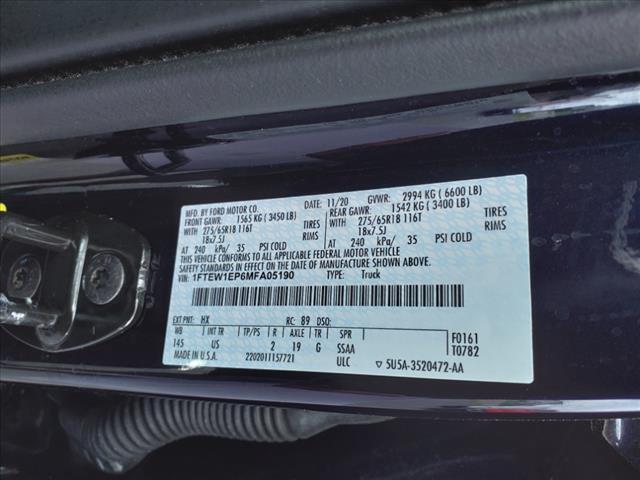 MFD. BY FORD MOTOR CO. 11/20 GVWR: 2994 KG ( 6600 LB)
FRONT GAWR: 1565 KG ( 3450 LB) REAR GAWR: 1542 KG ( 3400 LB)
WITH 275/65R18 116T TIRES WITH 275/65R18 116T TIRES
18x7.5J 18x7.5J
AT 240 kPa/ 35 PSI COLD AT 240 kPa/ 35 PSI COLD
THIS VEHICLE CONFORMS TO ALL APPLICABLE FEDERAL MOTOR VEHICLE
SAFETY STANDARDS IN EFFECT ON THE DATE OF MANUFACTURE SHOWN ABOVE.
VIN: 1FTEW1EP6MFA05190 TYPE: Truck
EXT PNT: HX RC: 89 DSO: F0161
WB INT TR TP/PS R AXLE TR SPR T0782
145 US 2 19 G SSAA
MADE IN U.S.A. 2202011157721 ULC 5U5A-3520472-AA